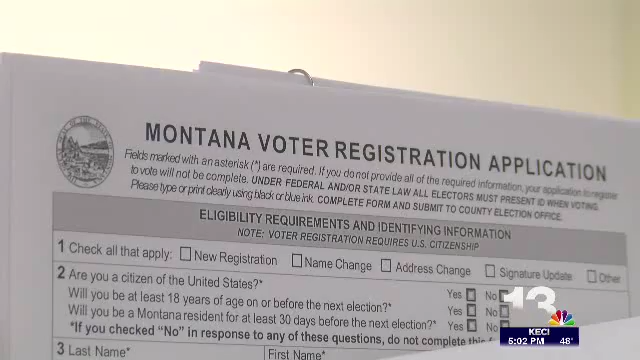 MONTANA VOTER REGISTRATION APPLICATION
Fields marked with an asterisk (*) are required. If you do not provide all of the required information, your application to register
to vote will not be complete. UNDER FEDERAL AND/OR STATE LAW ALL ELECTORS MUST PRESENT ID WHEN VOTING.
Please type or print clearly using black or blue ink. COMPLETE FORM AND SUBMIT TO COUNTY ELECTION OFFICE.
ELIGIBILITY REQUIREMENTS AND IDENTIFYING INFORMATION
NOTE: VOTER REGISTRATION REQUIRES U.S. CITIZENSHIP
1 Check all that apply: New Registration Name Change Address Change Signature Update Other
2 Are you a citizen of the United States?* Yes No
Will you be at least 18 years of age on or before the next election?* Yes No
Will you be a Montana resident for at least 30 days before the next election?* Yes No
*If you checked "No" in response to any of these questions, do not complete this
3 Last Name* First Name*
13
KECI
5:02 PM 48°